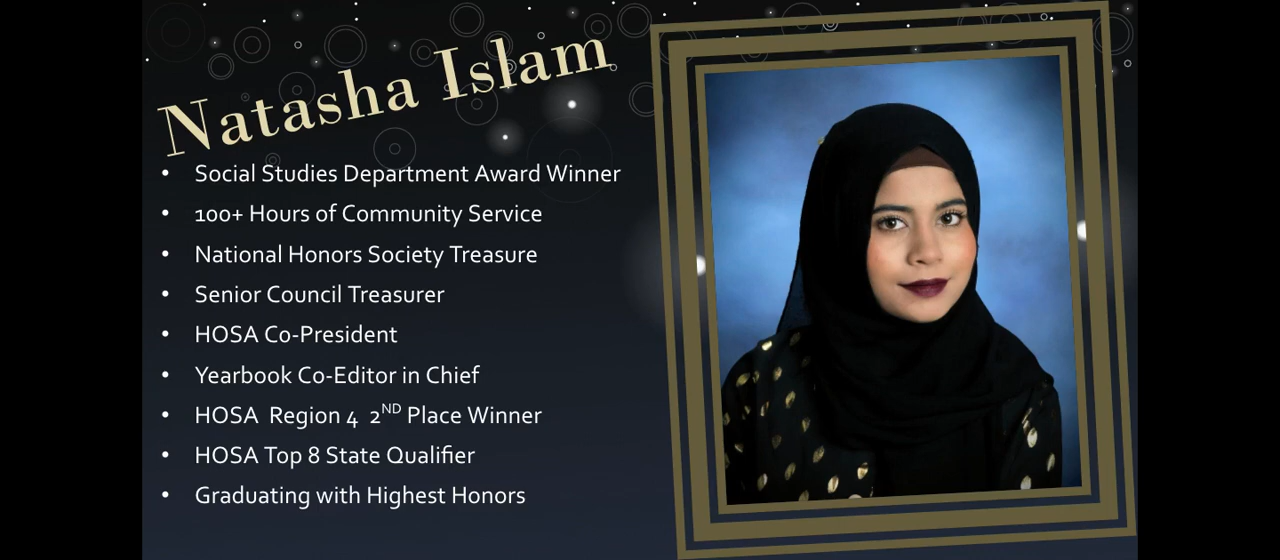 Natasha Islam
• Social Studies Department Award Winner
• 100+ Hours of Community Service
• National Honors Society Treasure
• Senior Council Treasurer
• HOSA Co-President
• Yearbook Co-Editor in Chief
• HOSA  Region 4  2ND Place Winner
• HOSA Top 8 State Qualifier
• Graduating with Highest Honors